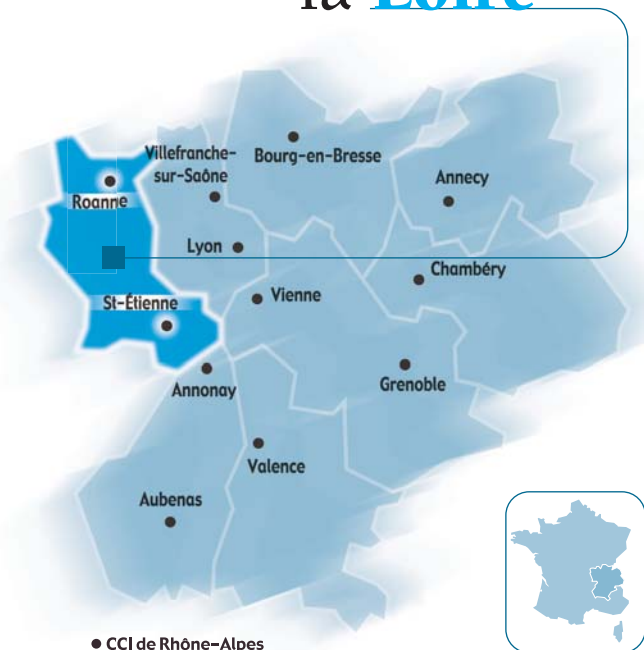 la Loire
Villefranche-
sur-Saône
Bourg-en-Bresse
Annecy
Roanne
Lyon
Chambéry
St-Étienne
Vienne
Annonay
Grenoble
Valence
Aubenas
CCI de Rhône-Alpes